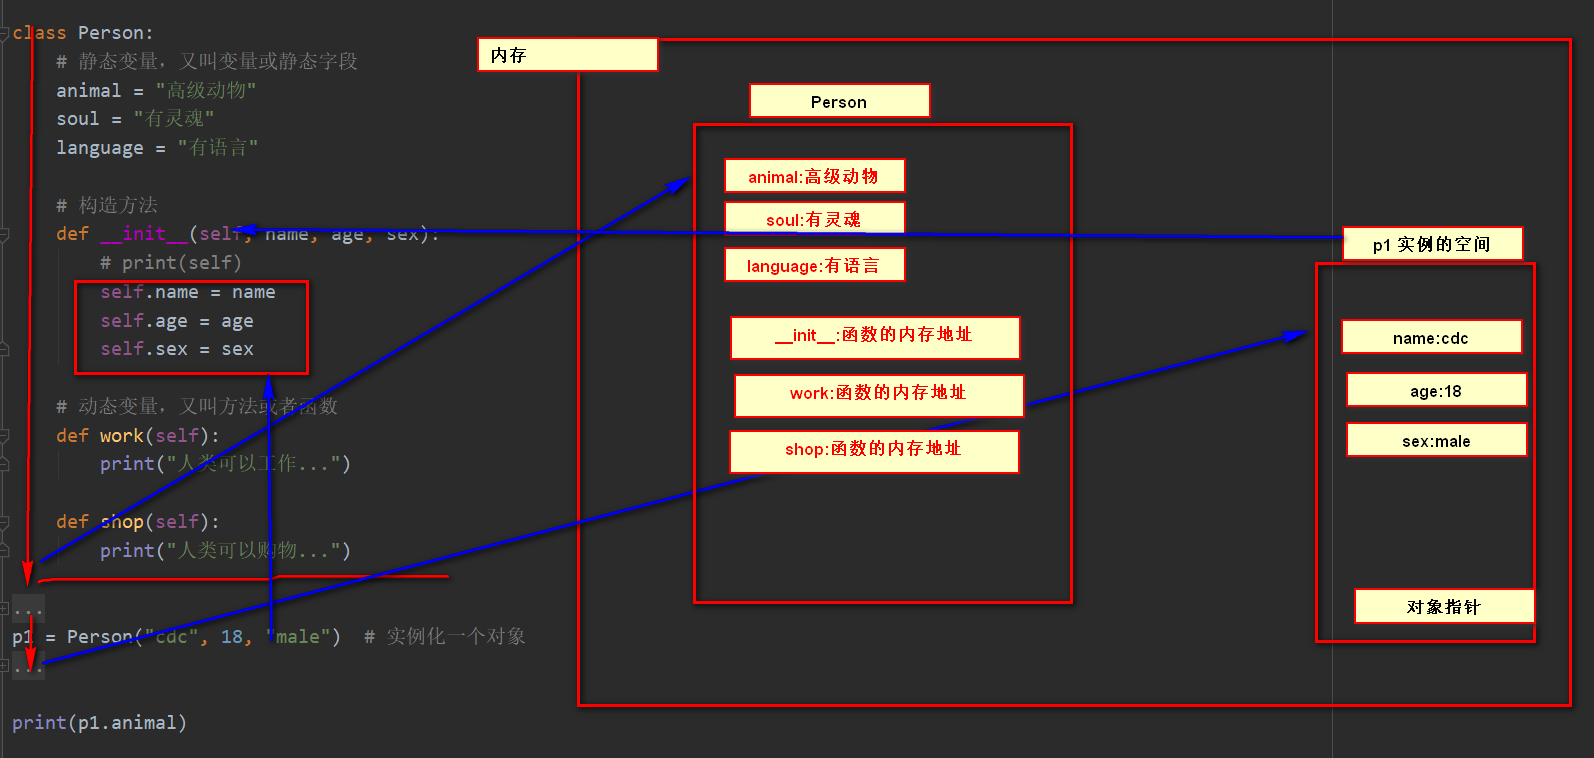 class Person:
# 静态变量，又叫变量或静态字段
animal = "高级动物"
soul = "有灵魂"
language = "有语言"
# 构造方法
def __init__(self, name, age, sex):
# print(self)
self.name = name
self.age = age
self.sex = sex
# 动态变量，又叫方法或者函数
def work(self):
print("人类可以工作...")
def shop(self):
print("人类可以购物...")
...
p1 = Person("cdc", 18, "male") # 实例化一个对象
...
print(p1.animal)
内存
Person
animal:高级动物
soul:有灵魂
language:有语言
__init__:函数的内存地址
work:函数的内存地址
shop:函数的内存地址
p1 实例的空间
name:cdc
age:18
sex:male
对象指针